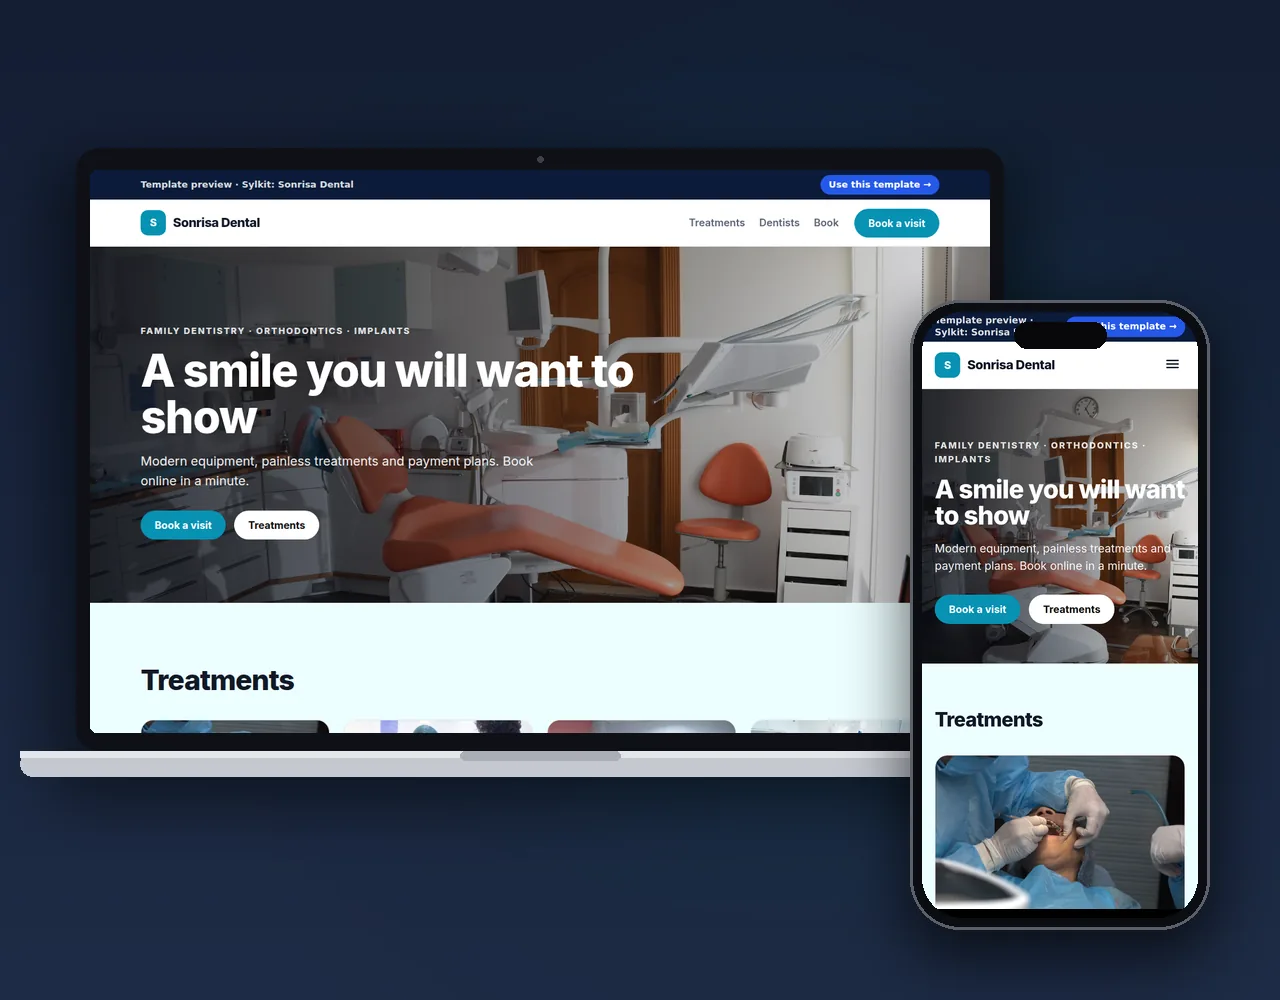 Template preview · Sylkit: Sonrisa Dental
Use this template →
S
Sonrisa Dental
Treatments
Dentists
Book
Book a visit
FAMILY DENTISTRY · ORTHODONTICS · IMPLANTS
A smile you will want to
show
Modern equipment, painless treatments and payment plans. Book
online in a minute.
Book a visit
Treatments
Treatments
preview ·
Sylkit: Sonrisa
template →
S
Sonrisa Dental
FAMILY DENTISTRY · ORTHODONTICS ·
IMPLANTS
A smile you will want
to show
Modern equipment, painless treatments and
payment plans. Book online in a minute.
Book a visit
Treatments
Treatments